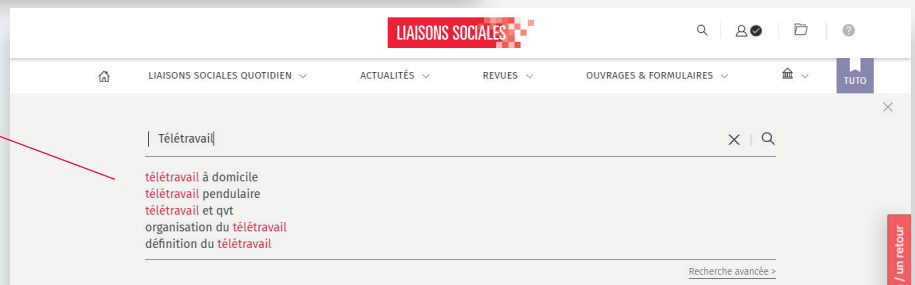 LIAISONS SOCIALES
LIAISONS SOCIALES QUOTIDIEN
ACTUALITÉS
REVUES
OUVRAGES & FORMULAIRES
TUTO
Télétravail
télétravail à domicile
télétravail pendulaire
télétravail et qvt
organisation du télétravail
définition du télétravail
Recherche avancée >
/ un retour